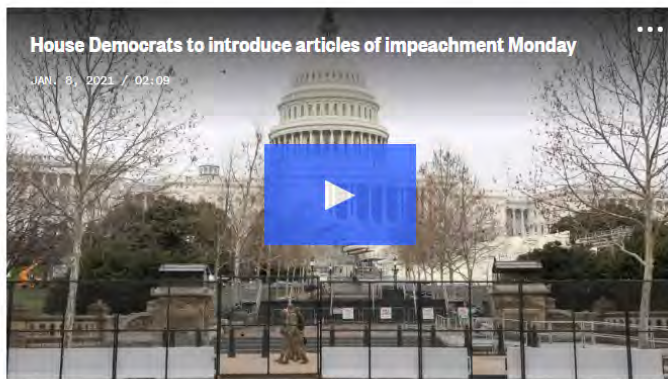 House Democrats to introduce articles of impeachment Monday
JAN. 8, 2021 / 02:09